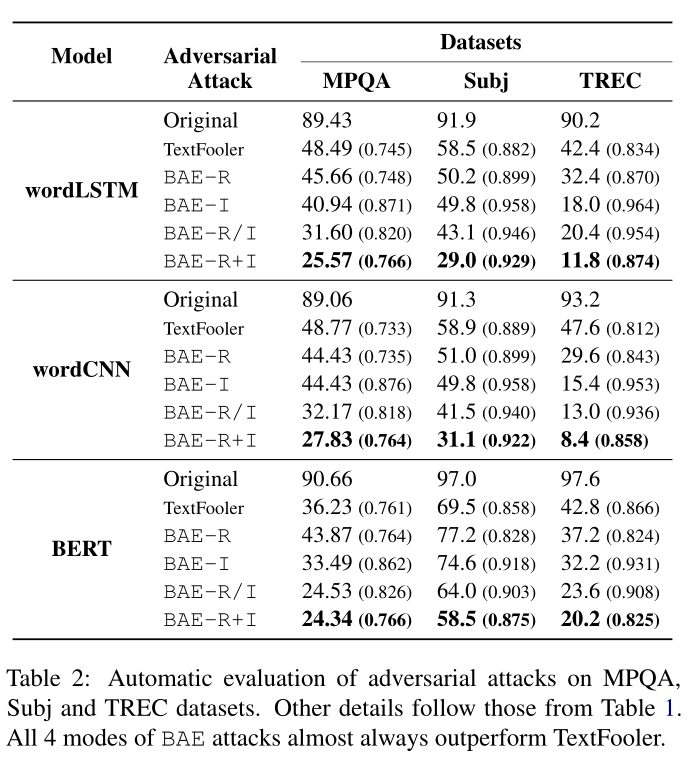 Model Adversarial Attack Datasets
MPQA Subj TREC
wordLSTM
Original 89.43 91.9 90.2
TextFooler 48.49 (0.745) 58.5 (0.882) 42.4 (0.834)
BAE-R 45.66 (0.748) 50.2 (0.899) 32.4 (0.870)
BAE-I 40.94 (0.871) 49.8 (0.958) 18.0 (0.964)
BAE-R/I 31.60 (0.820) 43.1 (0.946) 20.4 (0.954)
BAE-R+I 25.57 (0.766) 29.0 (0.929) 11.8 (0.874)
wordCNN
Original 89.06 91.3 93.2
TextFooler 48.77 (0.733) 58.9 (0.889) 47.6 (0.812)
BAE-R 44.43 (0.735) 51.0 (0.899) 29.6 (0.843)
BAE-I 44.43 (0.876) 49.8 (0.958) 15.4 (0.953)
BAE-R/I 32.17 (0.818) 41.5 (0.940) 13.0 (0.936)
BAE-R+I 27.83 (0.764) 31.1 (0.922) 8.4 (0.858)
BERT
Original 90.66 97.0 97.6
TextFooler 36.23 (0.761) 69.5 (0.858) 42.8 (0.866)
BAE-R 43.87 (0.764) 77.2 (0.828) 37.2 (0.824)
BAE-I 33.49 (0.862) 74.6 (0.918) 32.2 (0.931)
BAE-R/I 24.53 (0.826) 64.0 (0.903) 23.6 (0.908)
BAE-R+I 24.34 (0.766) 58.5 (0.875) 20.2 (0.825)
Table 2: Automatic evaluation of adversarial attacks on MPQA,
Subj and TREC datasets. Other details follow those from Table 1.
All 4 modes of BAE attacks almost always outperform TextFooler.